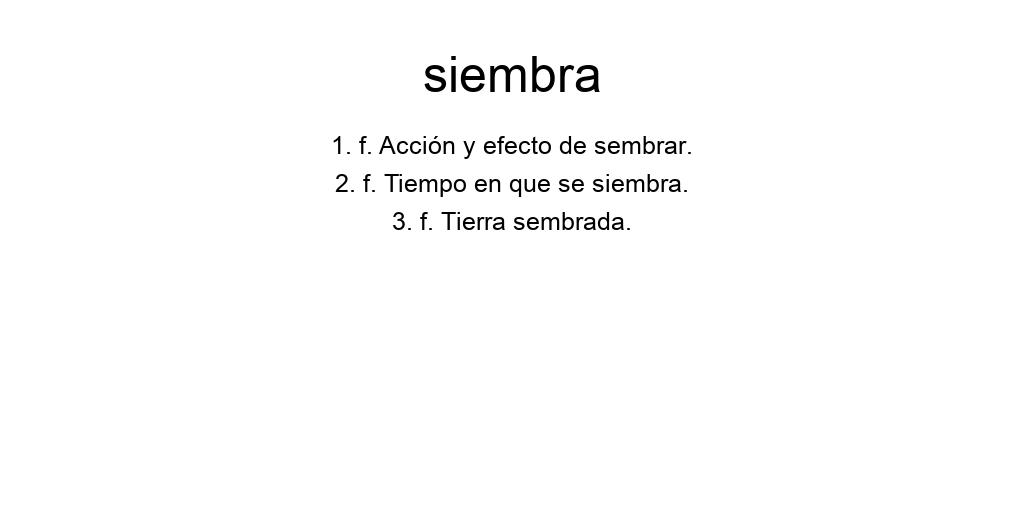 siembra
1. f. Acción y efecto de sembrar.
2. f. Tiempo en que se siembra.
3. f. Tierra sembrada.